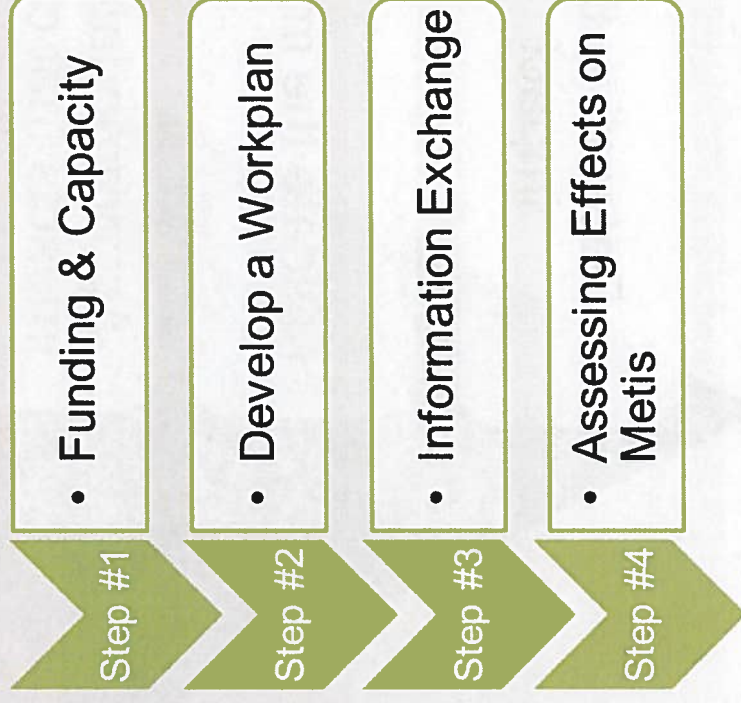 Step #1
• Funding & Capacity
Step #2
• Develop a Workplan
Step #3
• Information Exchange
Step #4
• Assessing Effects on
Metis